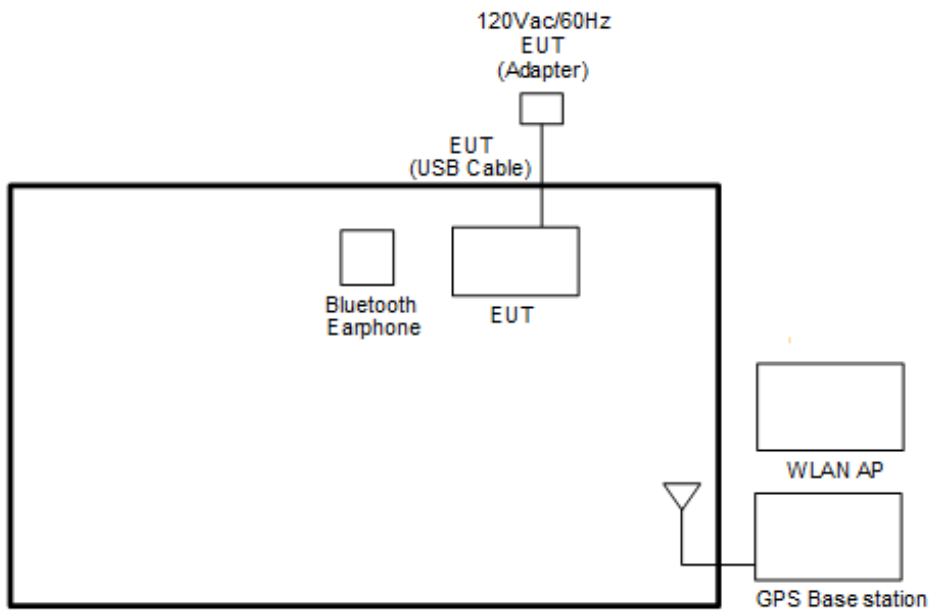 120Vac/60Hz
EUT
(Adapter)
EUT
(USB Cable)
Bluetooth
Earphone
EUT
WLAN AP
GPS Base station